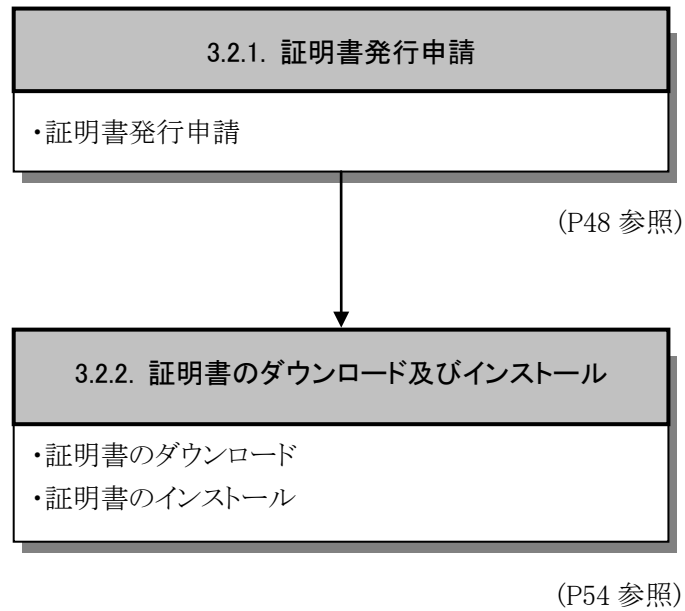 3.2.1. 証明書発行申請
・証明書発行申請
(P48 参照)
3.2.2. 証明書のダウンロード及びインストール
・証明書のダウンロード
・証明書のインストール
(P54 参照)